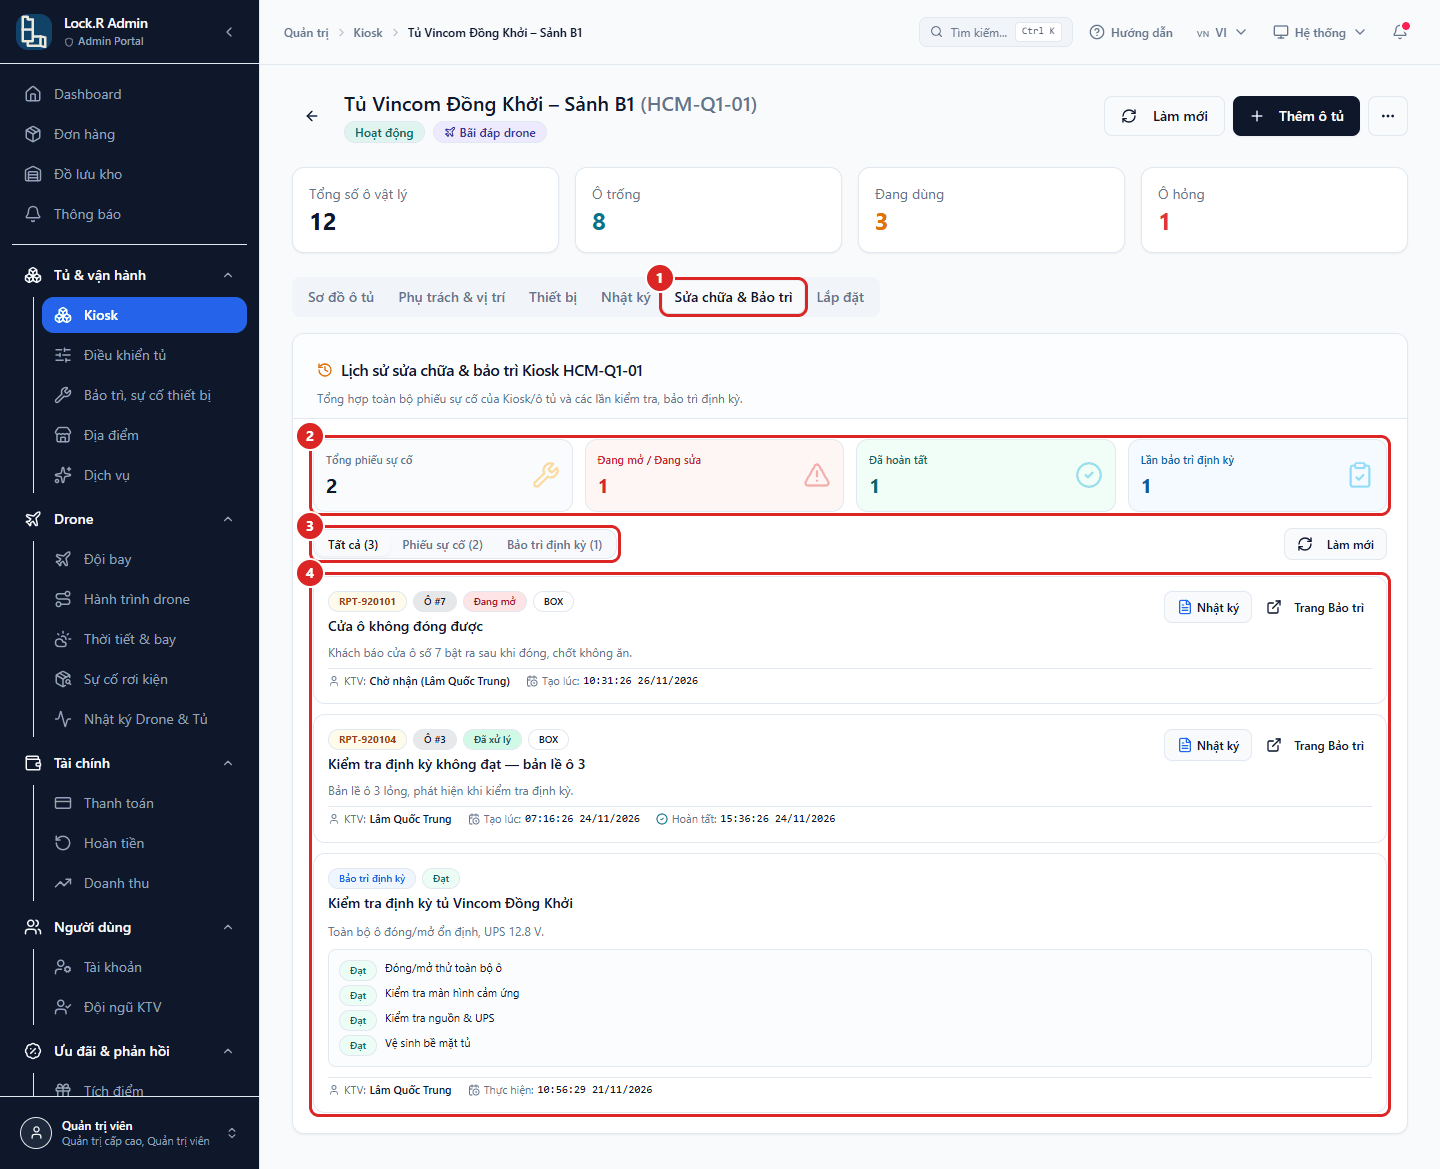 Lock.R Admin
Admin Portal
Dashboard
Đơn hàng
Đồ lưu kho
Thông báo
Tủ & vận hành
Kiosk
Điều khiển tủ
Bảo trì, sự cố thiết bị
Địa điểm
Dịch vụ
Drone
Đội bay
Hành trình drone
Thời tiết & bay
Sự cố rơi kiện
Nhật ký Drone & Tủ
Tài chính
Thanh toán
Hoàn tiền
Doanh thu
Người dùng
Tài khoản
Đội ngũ KTV
Ưu đãi & phản hồi
Tích điểm
Quản trị viên
Quản trị cấp cao, Quản trị viên
Quản trị > Kiosk > Tủ Vincom Đồng Khởi – Sảnh B1
Tìm kiếm... Ctrl K
Hướng dẫn
VN VI
Hệ thống
Tủ Vincom Đồng Khởi – Sảnh B1 (HCM-Q1-01)
Hoạt động
Bãi đáp drone
Làm mới
Thêm ô tủ
Tổng số ô vật lý
12
Ô trống
8
Đang dùng
3
Ô hỏng
1
1
Sơ đồ ô tủ
Phụ trách & vị trí
Thiết bị
Nhật ký
Sửa chữa & Bảo trì
Lắp đặt
Lịch sử sửa chữa & bảo trì Kiosk HCM-Q1-01
Tổng hợp toàn bộ phiếu sự cố của Kiosk/ô tủ và các lần kiểm tra, bảo trì định kỳ.
2
Tổng phiếu sự cố
2
Đang mở / Đang sửa
1
Đã hoàn tất
1
Lần bảo trì định kỳ
1
3
Tất cả (3)
Phiếu sự cố (2)
Bảo trì định kỳ (1)
Làm mới
4
RPT-920101 Ô #7 Đang mở BOX
Nhật ký
Trang Bảo trì
Cửa ô không đóng được
Khách báo cửa ô số 7 bật ra sau khi đóng, chốt không ăn.
KTV: Chờ nhận (Lâm Quốc Trung) Tạo lúc: 10:31:26 26/11/2026
RPT-920104 Ô #3 Đã xử lý BOX
Nhật ký
Trang Bảo trì
Kiểm tra định kỳ không đạt — bản lề ô 3
Bản lề ô 3 lỏng, phát hiện khi kiểm tra định kỳ.
KTV: Lâm Quốc Trung Tạo lúc: 07:16:26 24/11/2026 Hoàn tất: 15:36:26 24/11/2026
Bảo trì định kỳ Đạt
Kiểm tra định kỳ tủ Vincom Đồng Khởi
Toàn bộ ô đóng/mở ổn định, UPS 12.8 V.
Đạt Đóng/mở thử toàn bộ ô
Đạt Kiểm tra màn hình cảm ứng
Đạt Kiểm tra nguồn & UPS
Đạt Vệ sinh bề mặt tủ
KTV: Lâm Quốc Trung Thực hiện: 10:56:29 21/11/2026